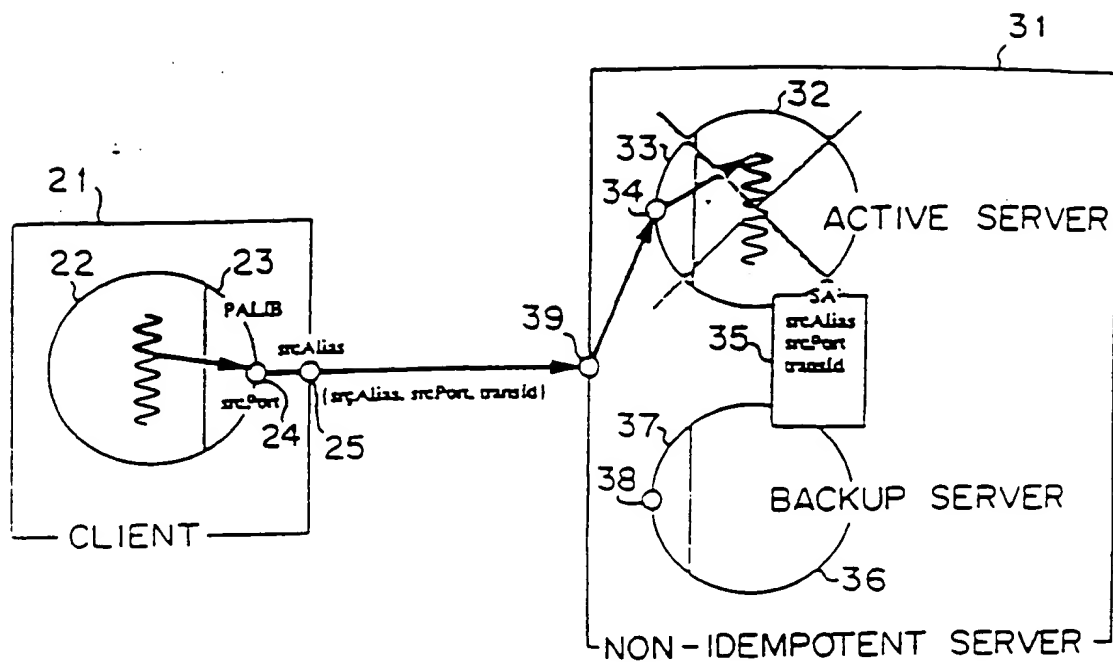 31
32
33
34
ACTIVE SERVER
21
22
23
PALIB
srcAlias
srcPort
24
25
(srcAlias, srcPort, transId)
39
SA
srcAlias
srcPort
transId
35
37
38
BACKUP SERVER
36
CLIENT
NON-IDEMPOTENT SERVER